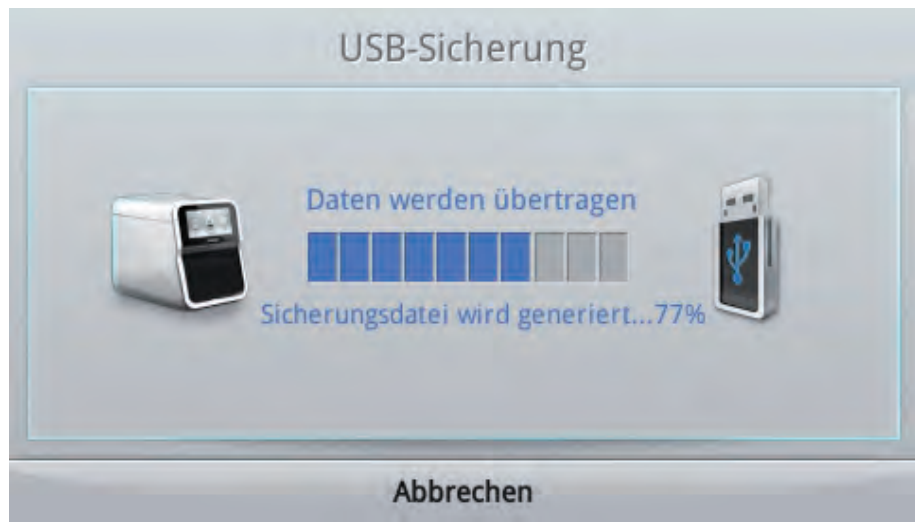 USB-Sicherung
Daten werden übertragen
Sicherungsdatei wird generiert...77%
Abbrechen